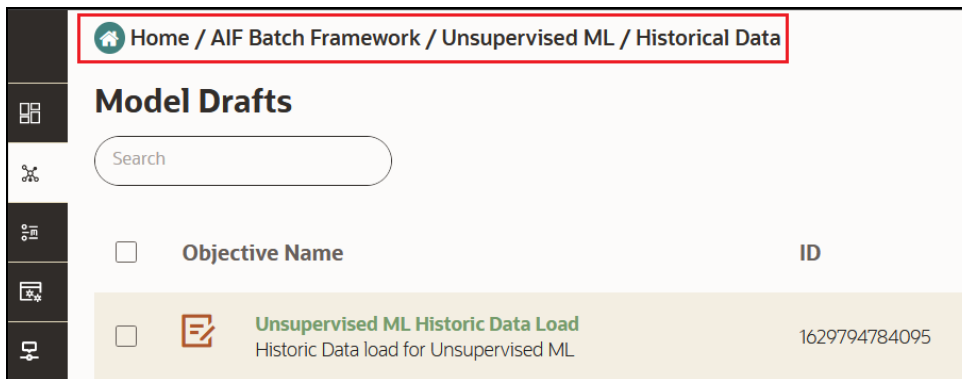 Home / AIF Batch Framework / Unsupervised ML / Historical Data
Model Drafts
Search
Objective Name ID
Unsupervised ML Historic Data Load
Historic Data load for Unsupervised ML 1629794784095